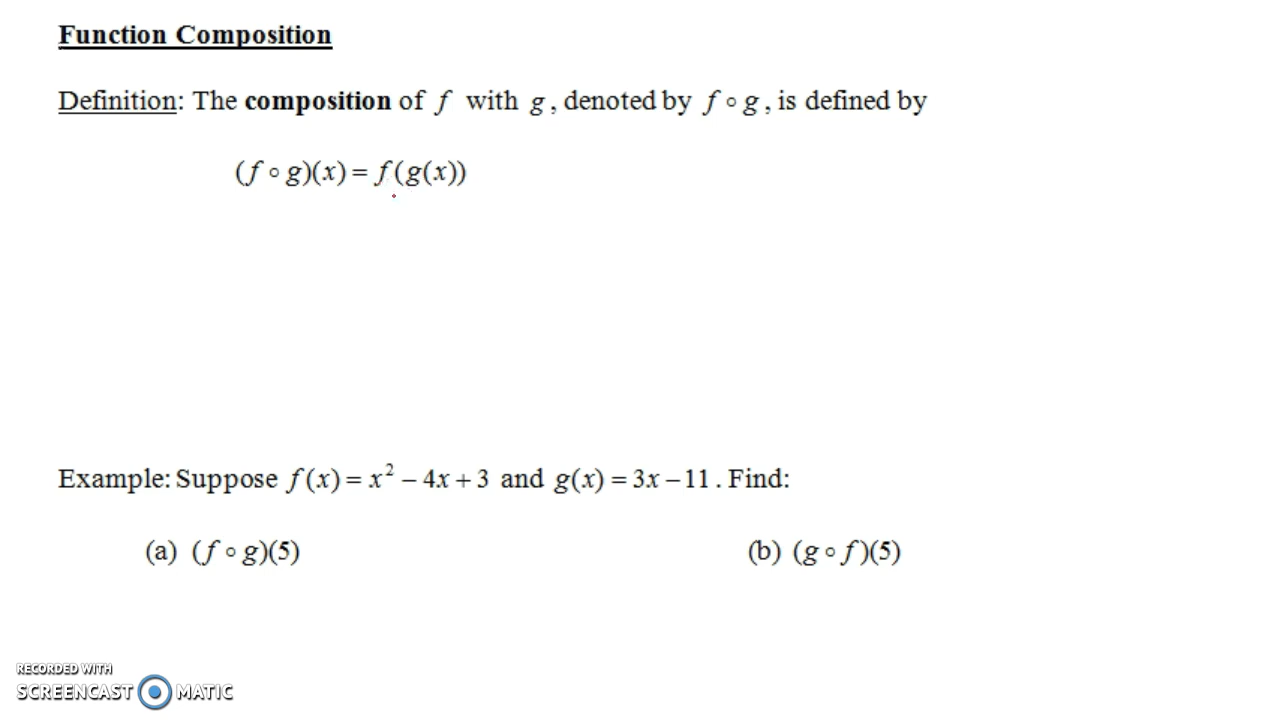 Function Composition
Definition: The composition of f with g, denoted by f ∘ g, is defined by
(f ∘ g)(x) = f(g(x))
Example: Suppose f(x) = x² − 4x + 3 and g(x) = 3x − 11. Find:
(a) (f ∘ g)(5) (b) (g ∘ f)(5)
RECORDED WITH
SCREENCAST MATIC